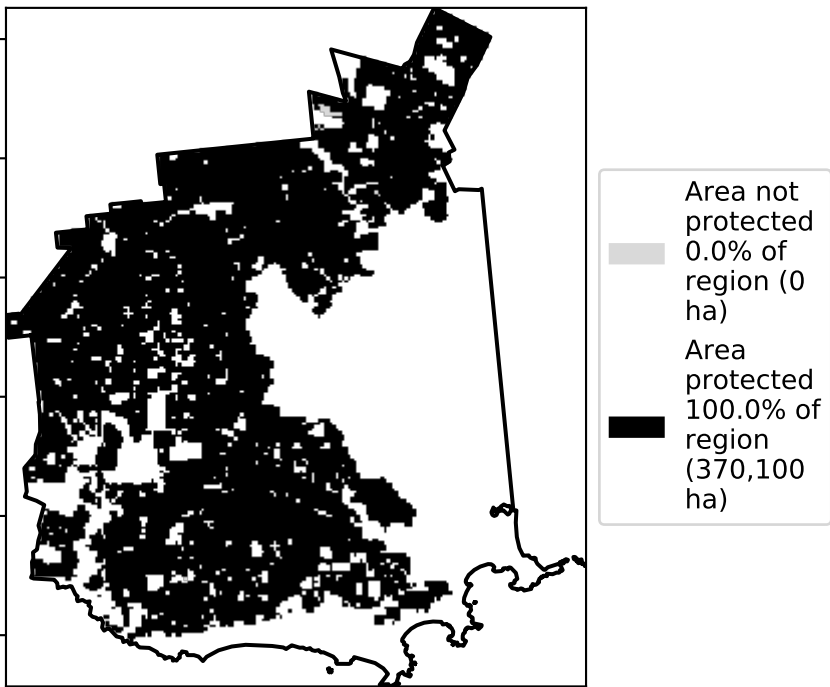 Area not
protected
0.0% of
region (0
ha)
Area
protected
100.0% of
region
(370,100
ha)